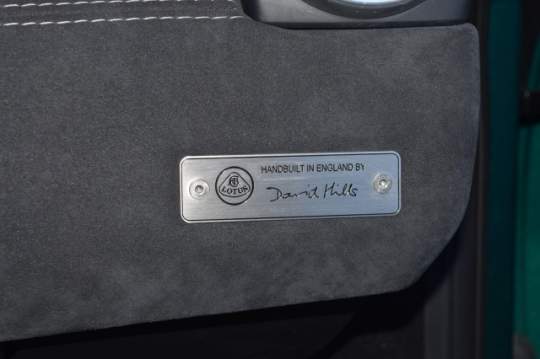 LOTUS
HANDBUILT IN ENGLAND BY
David Hills